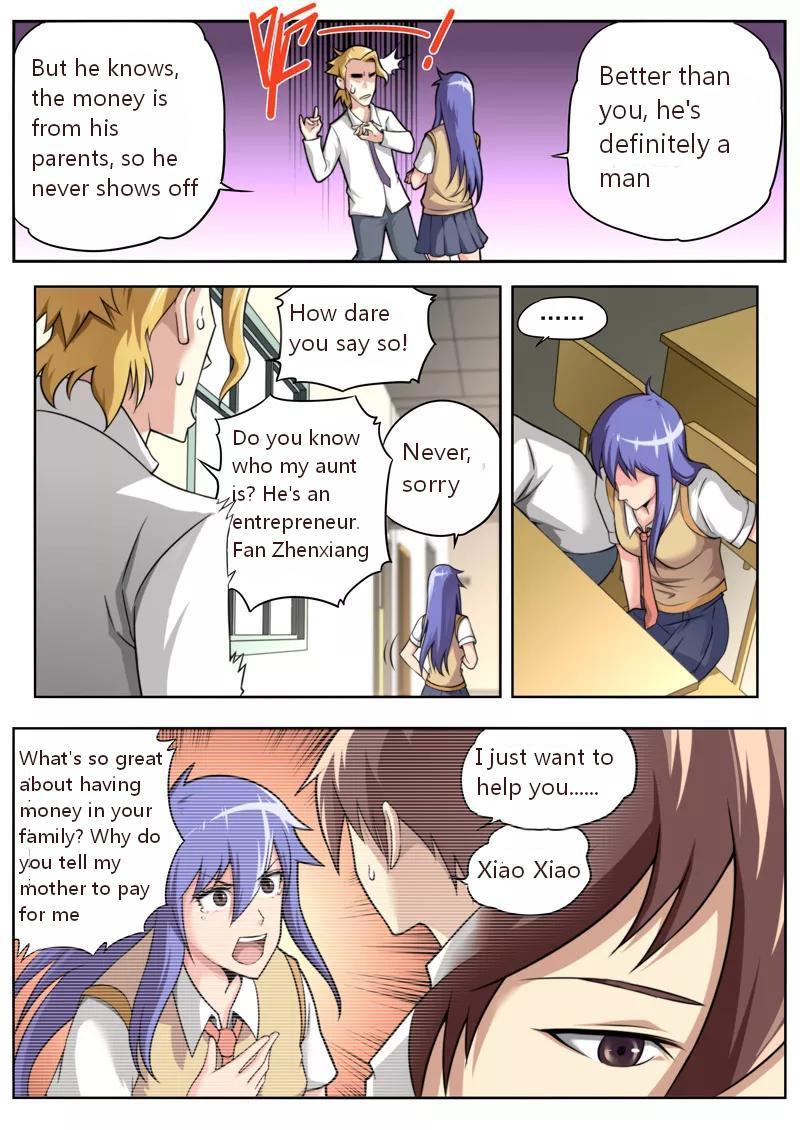 But he knows,
the money is
from his
parents, so he
never shows off
Better than
you, he's
definitely a
man
How dare
you say so!
Do you know
who my aunt
is? He's an
entrepreneur.
Fan Zhenxiang
Never,
sorry
......
What's so great
about having
money in your
family? Why do
you tell my
mother to pay
for me
I just want to
help you......
Xiao Xiao